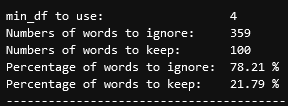 min_df to use: 4
Numbers of words to ignore: 359
Numbers of words to keep: 100
Percentage of words to ignore: 78.21 %
Percentage of words to keep: 21.79 %
----------------------------------------